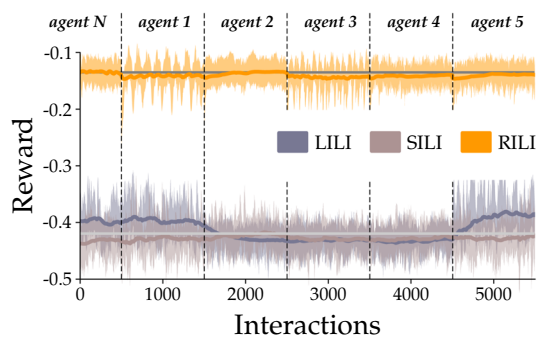 agent N agent 1 agent 2 agent 3 agent 4 agent 5
-0.1
-0.2
-0.3
-0.4
-0.5
Reward
LILI SILI RILI
0 1000 2000 3000 4000 5000
Interactions